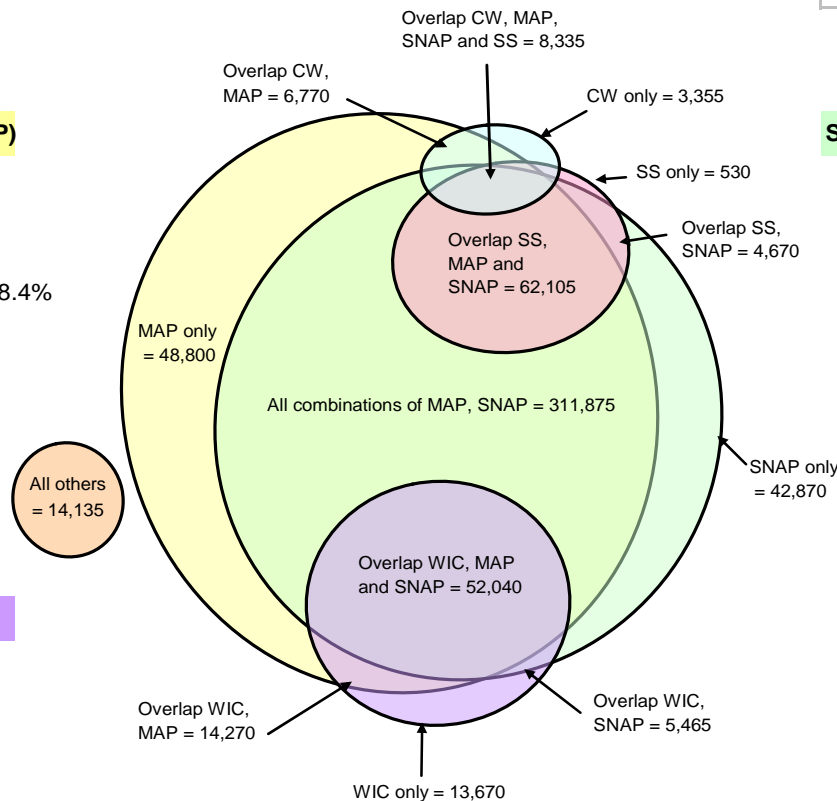 Overlap CW, MAP,
SNAP and SS = 8,335
Overlap CW,
MAP = 6,770
CW only = 3,355
P)
S
SS only = 530
Overlap SS,
SNAP = 4,670
Overlap SS,
MAP and
SNAP = 62,105
8.4%
MAP only
= 48,800
All combinations of MAP, SNAP = 311,875
SNAP only
= 42,870
All others
= 14,135
Overlap WIC, MAP
and SNAP = 52,040
Overlap WIC,
MAP = 14,270
Overlap WIC,
SNAP = 5,465
WIC only = 13,670